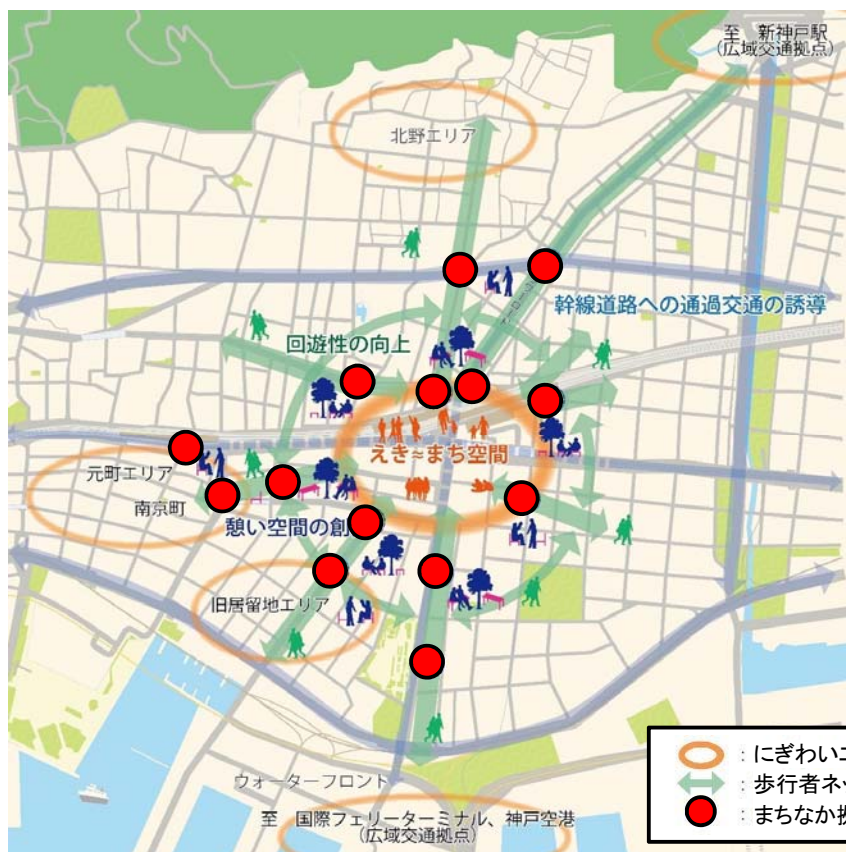 至 新神戸駅
(広域交通拠点)
北野エリア
幹線道路への通過交通の誘導
回遊性の向上
えき≈まち空間
元町エリア
南京町
憩い空間の創
旧居留地エリア
ウォーターフロント
至 国際フェリーターミナル、神戸空港
(広域交通拠点)
：にぎわいエ
：歩行者ネッ
：まちなか拠